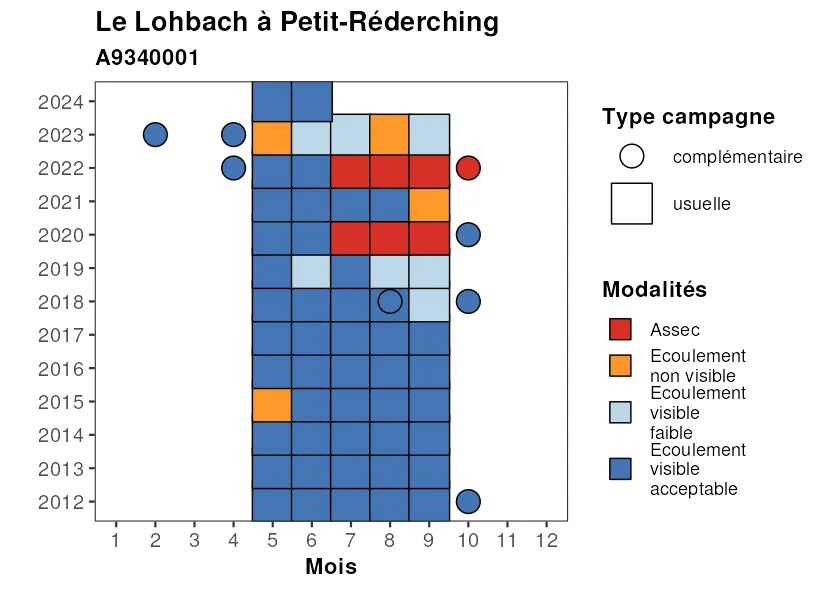 Le Lohbach à Petit-Réderching
A9340001
2024
2023
2022
2021
2020
2019
2018
2017
2016
2015
2014
2013
2012
1 2 3 4 5 6 7 8 9 10 11 12
Mois
Type campagne
complémentaire
usuelle
Modalités
Assec
Ecoulement
non visible
Ecoulement
visible
faible
Ecoulement
visible
acceptable